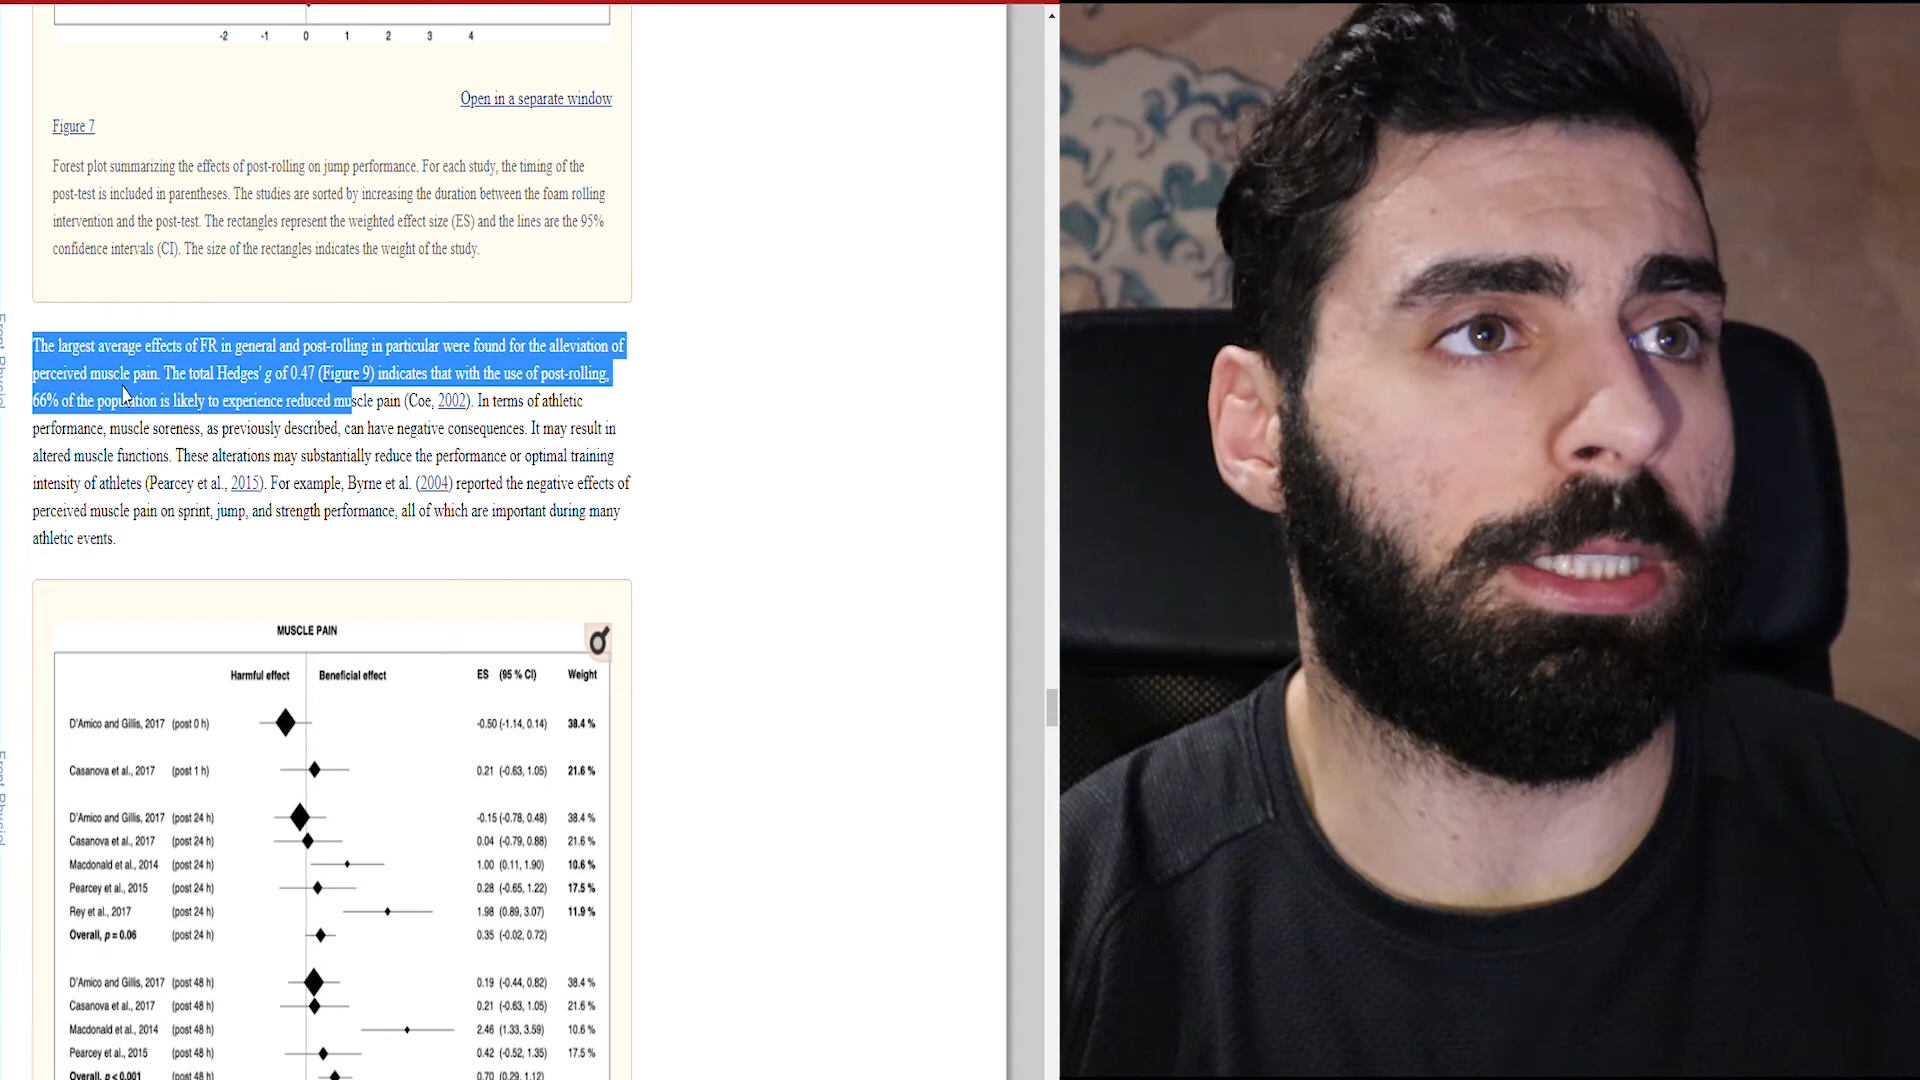 -2 -1 0 1 2 3 4
Open in a separate window
Figure 7
Forest plot summarizing the effects of post-rolling on jump performance. For each study, the timing of the
post-test is included in parentheses. The studies are sorted by increasing the duration between the foam rolling
intervention and the post-test. The rectangles represent the weighted effect size (ES) and the lines are the 95%
confidence intervals (CI). The size of the rectangles indicates the weight of the study.
The largest average effects of FR in general and post-rolling in particular were found for the alleviation of
perceived muscle pain. The total Hedges' g of 0.47 (Figure 9) indicates that with the use of post-rolling,
66% of the population is likely to experience reduced muscle pain (Coe, 2002). In terms of athletic
performance, muscle soreness, as previously described, can have negative consequences. It may result in
altered muscle functions. These alterations may substantially reduce the performance or optimal training
intensity of athletes (Pearcey et al., 2015). For example, Byrne et al. (2004) reported the negative effects of
perceived muscle pain on sprint, jump, and strength performance, all of which are important during many
athletic events.
MUSCLE PAIN
Harmful effect Beneficial effect ES (95 % CI) Weight
D'Amico and Gillis, 2017 (post 0 h) -0.50 (-1.14, 0.14) 38.4 %
Casanova et al., 2017 (post 1 h) 0.21 (-0.63, 1.05) 21.6 %
D'Amico and Gillis, 2017 (post 24 h) -0.15 (-0.78, 0.48) 38.4 %
Casanova et al., 2017 (post 24 h) 0.04 (-0.79, 0.88) 21.6 %
Macdonald et al., 2014 (post 24 h) 1.00 (0.11, 1.90) 10.6 %
Pearcey et al., 2015 (post 24 h) 0.28 (-0.65, 1.22) 17.5 %
Rey et al., 2017 (post 24 h) 1.98 (0.89, 3.07) 11.9 %
Overall, p = 0.06 (post 24 h) 0.35 (-0.02, 0.72)
D'Amico and Gillis, 2017 (post 48 h) 0.19 (-0.44, 0.82) 38.4 %
Casanova et al., 2017 (post 48 h) 0.21 (-0.63, 1.05) 21.6 %
Macdonald et al., 2014 (post 48 h) 2.46 (1.33, 3.59) 10.6 %
Pearcey et al., 2015 (post 48 h) 0.42 (-0.52, 1.35) 17.5 %
Overall, p < 0.001 (post 48 h) 0.70 (0.29, 1.12)